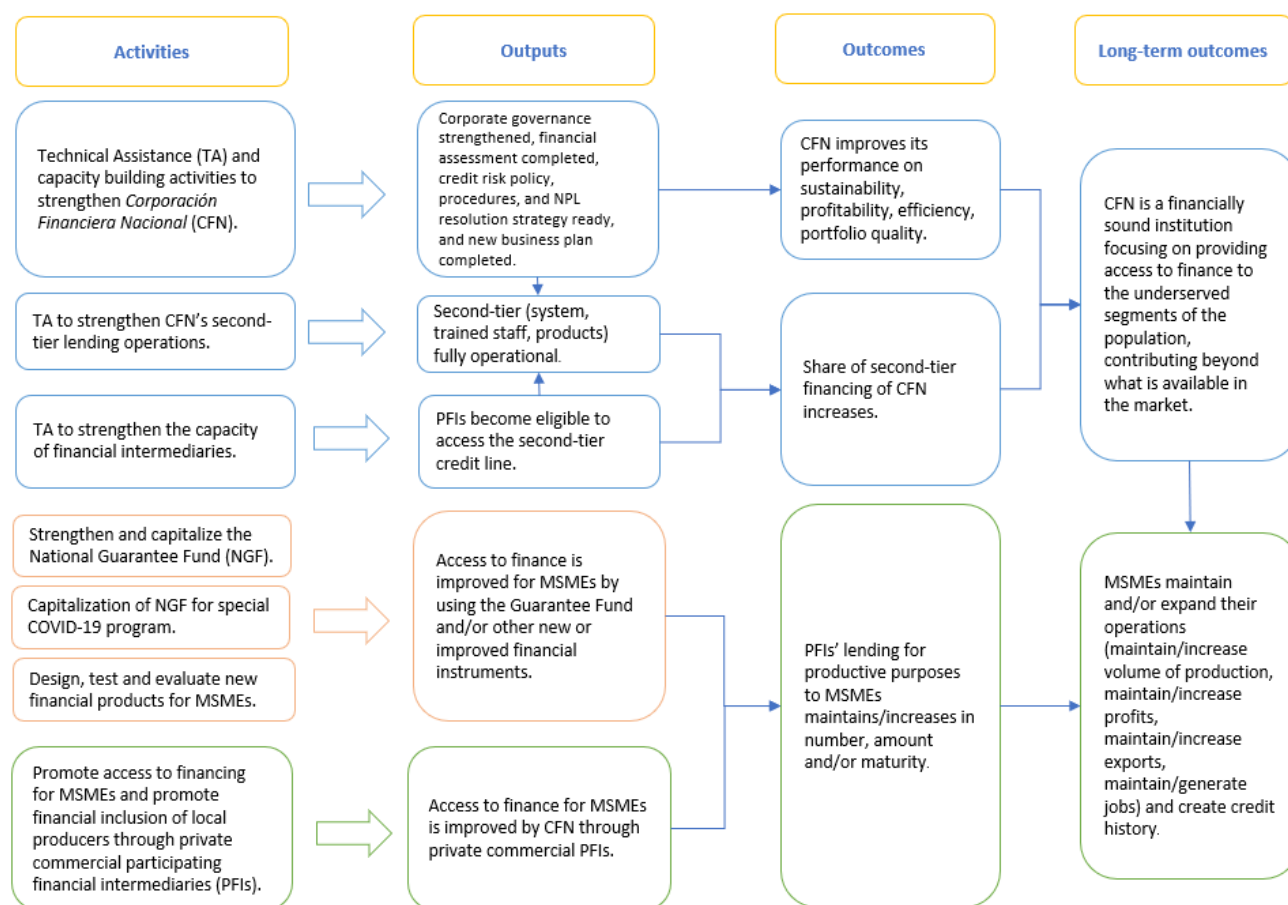 Activities
Outputs
Outcomes
Long-term outcomes
Technical Assistance (TA) and
capacity building activities to
strengthen Corporación
Financiera Nacional (CFN).
Corporate governance
strengthened, financial
assessment completed,
credit risk policy,
procedures, and NPL
resolution strategy ready,
and new business plan
completed.
CFN improves its
performance on
sustainability,
profitability, efficiency,
portfolio quality.
CFN is a financially
sound institution
focusing on providing
access to finance to
the underserved
segments of the
population,
contributing beyond
what is available in
the market.
TA to strengthen CFN’s second-
tier lending operations.
Second-tier (system,
trained staff, products)
fully operational.
Share of second-tier
financing of CFN
increases.
TA to strengthen the capacity
of financial intermediaries.
PFIs become eligible to
access the second-tier
credit line.
Strengthen and capitalize the
National Guarantee Fund (NGF).
Capitalization of NGF for special
COVID-19 program.
Design, test and evaluate new
financial products for MSMEs.
Access to finance is
improved for MSMEs by
using the Guarantee Fund
and/or other new or
improved financial
instruments.
PFIs’ lending for
productive purposes
to MSMEs
maintains/increases in
number, amount
and/or maturity.
MSMEs maintain
and/or expand their
operations
(maintain/increase
volume of production,
maintain/increase
profits,
maintain/increase
exports,
maintain/generate
jobs) and create credit
history.
Promote access to financing
for MSMEs and promote
financial inclusion of local
producers through private
commercial participating
financial intermediaries (PFIs).
Access to finance for MSMEs
is improved by CFN through
private commercial PFIs.